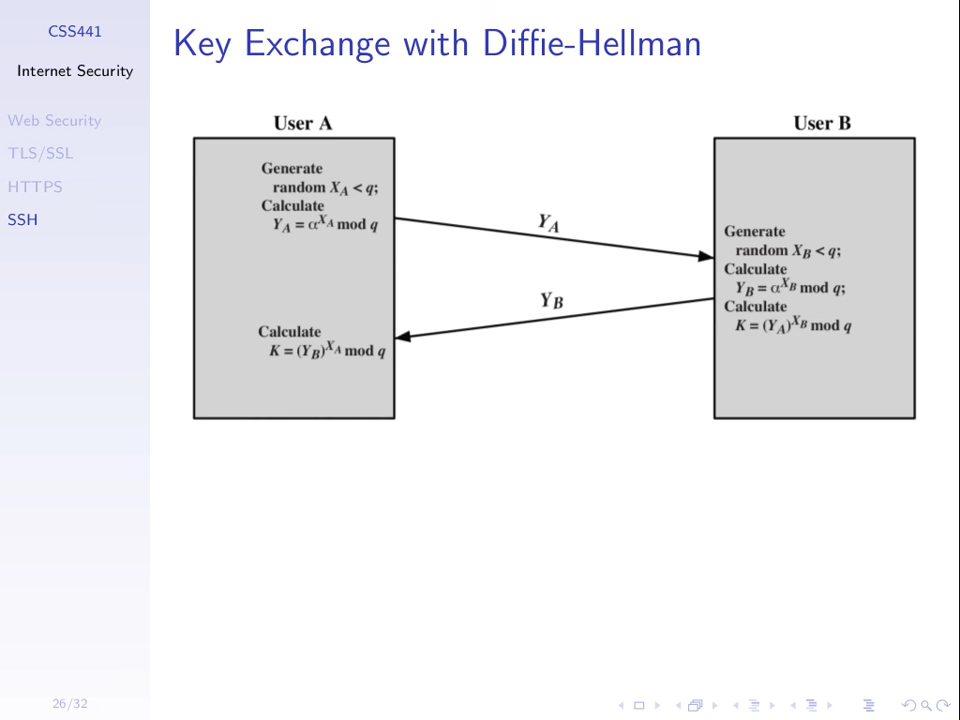 CSS441
Internet Security
Web Security
TLS/SSL
HTTPS
SSH
Key Exchange with Diffie-Hellman
User A
Generate
random X_A < q;
Calculate
Y_A = α^{X_A} mod q
Calculate
K = (Y_B)^{X_A} mod q
Y_A
Y_B
User B
Generate
random X_B < q;
Calculate
Y_B = α^{X_B} mod q;
Calculate
K = (Y_A)^{X_B} mod q
26/32